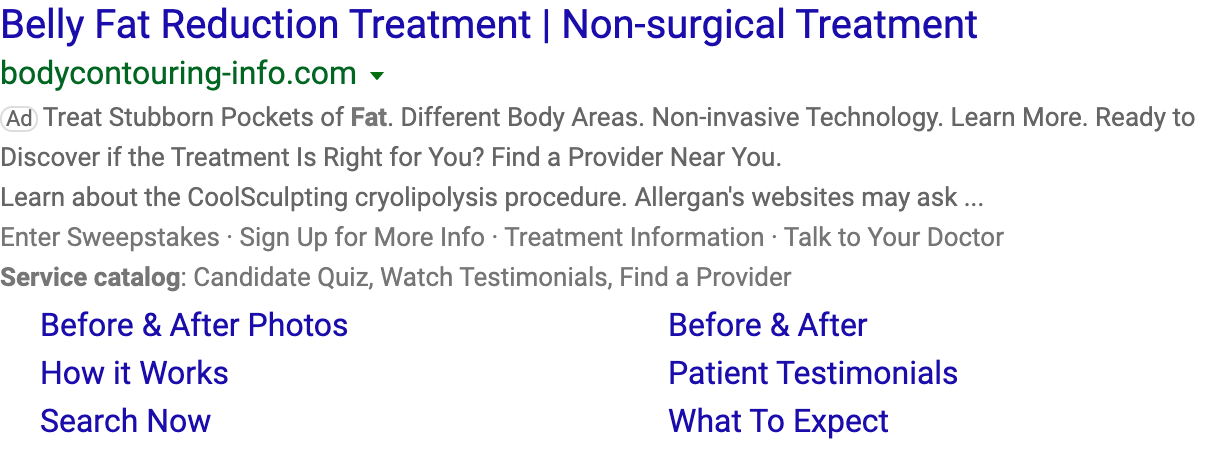 Belly Fat Reduction Treatment | Non-surgical Treatment
bodycontouring-info.com
Ad Treat Stubborn Pockets of Fat. Different Body Areas. Non-invasive Technology. Learn More. Ready to
Discover if the Treatment Is Right for You? Find a Provider Near You.
Learn about the CoolSculpting cryolipolysis procedure. Allergan's websites may ask ...
Enter Sweepstakes · Sign Up for More Info · Treatment Information · Talk to Your Doctor
Service catalog: Candidate Quiz, Watch Testimonials, Find a Provider
Before & After Photos Before & After
How it Works Patient Testimonials
Search Now What To Expect